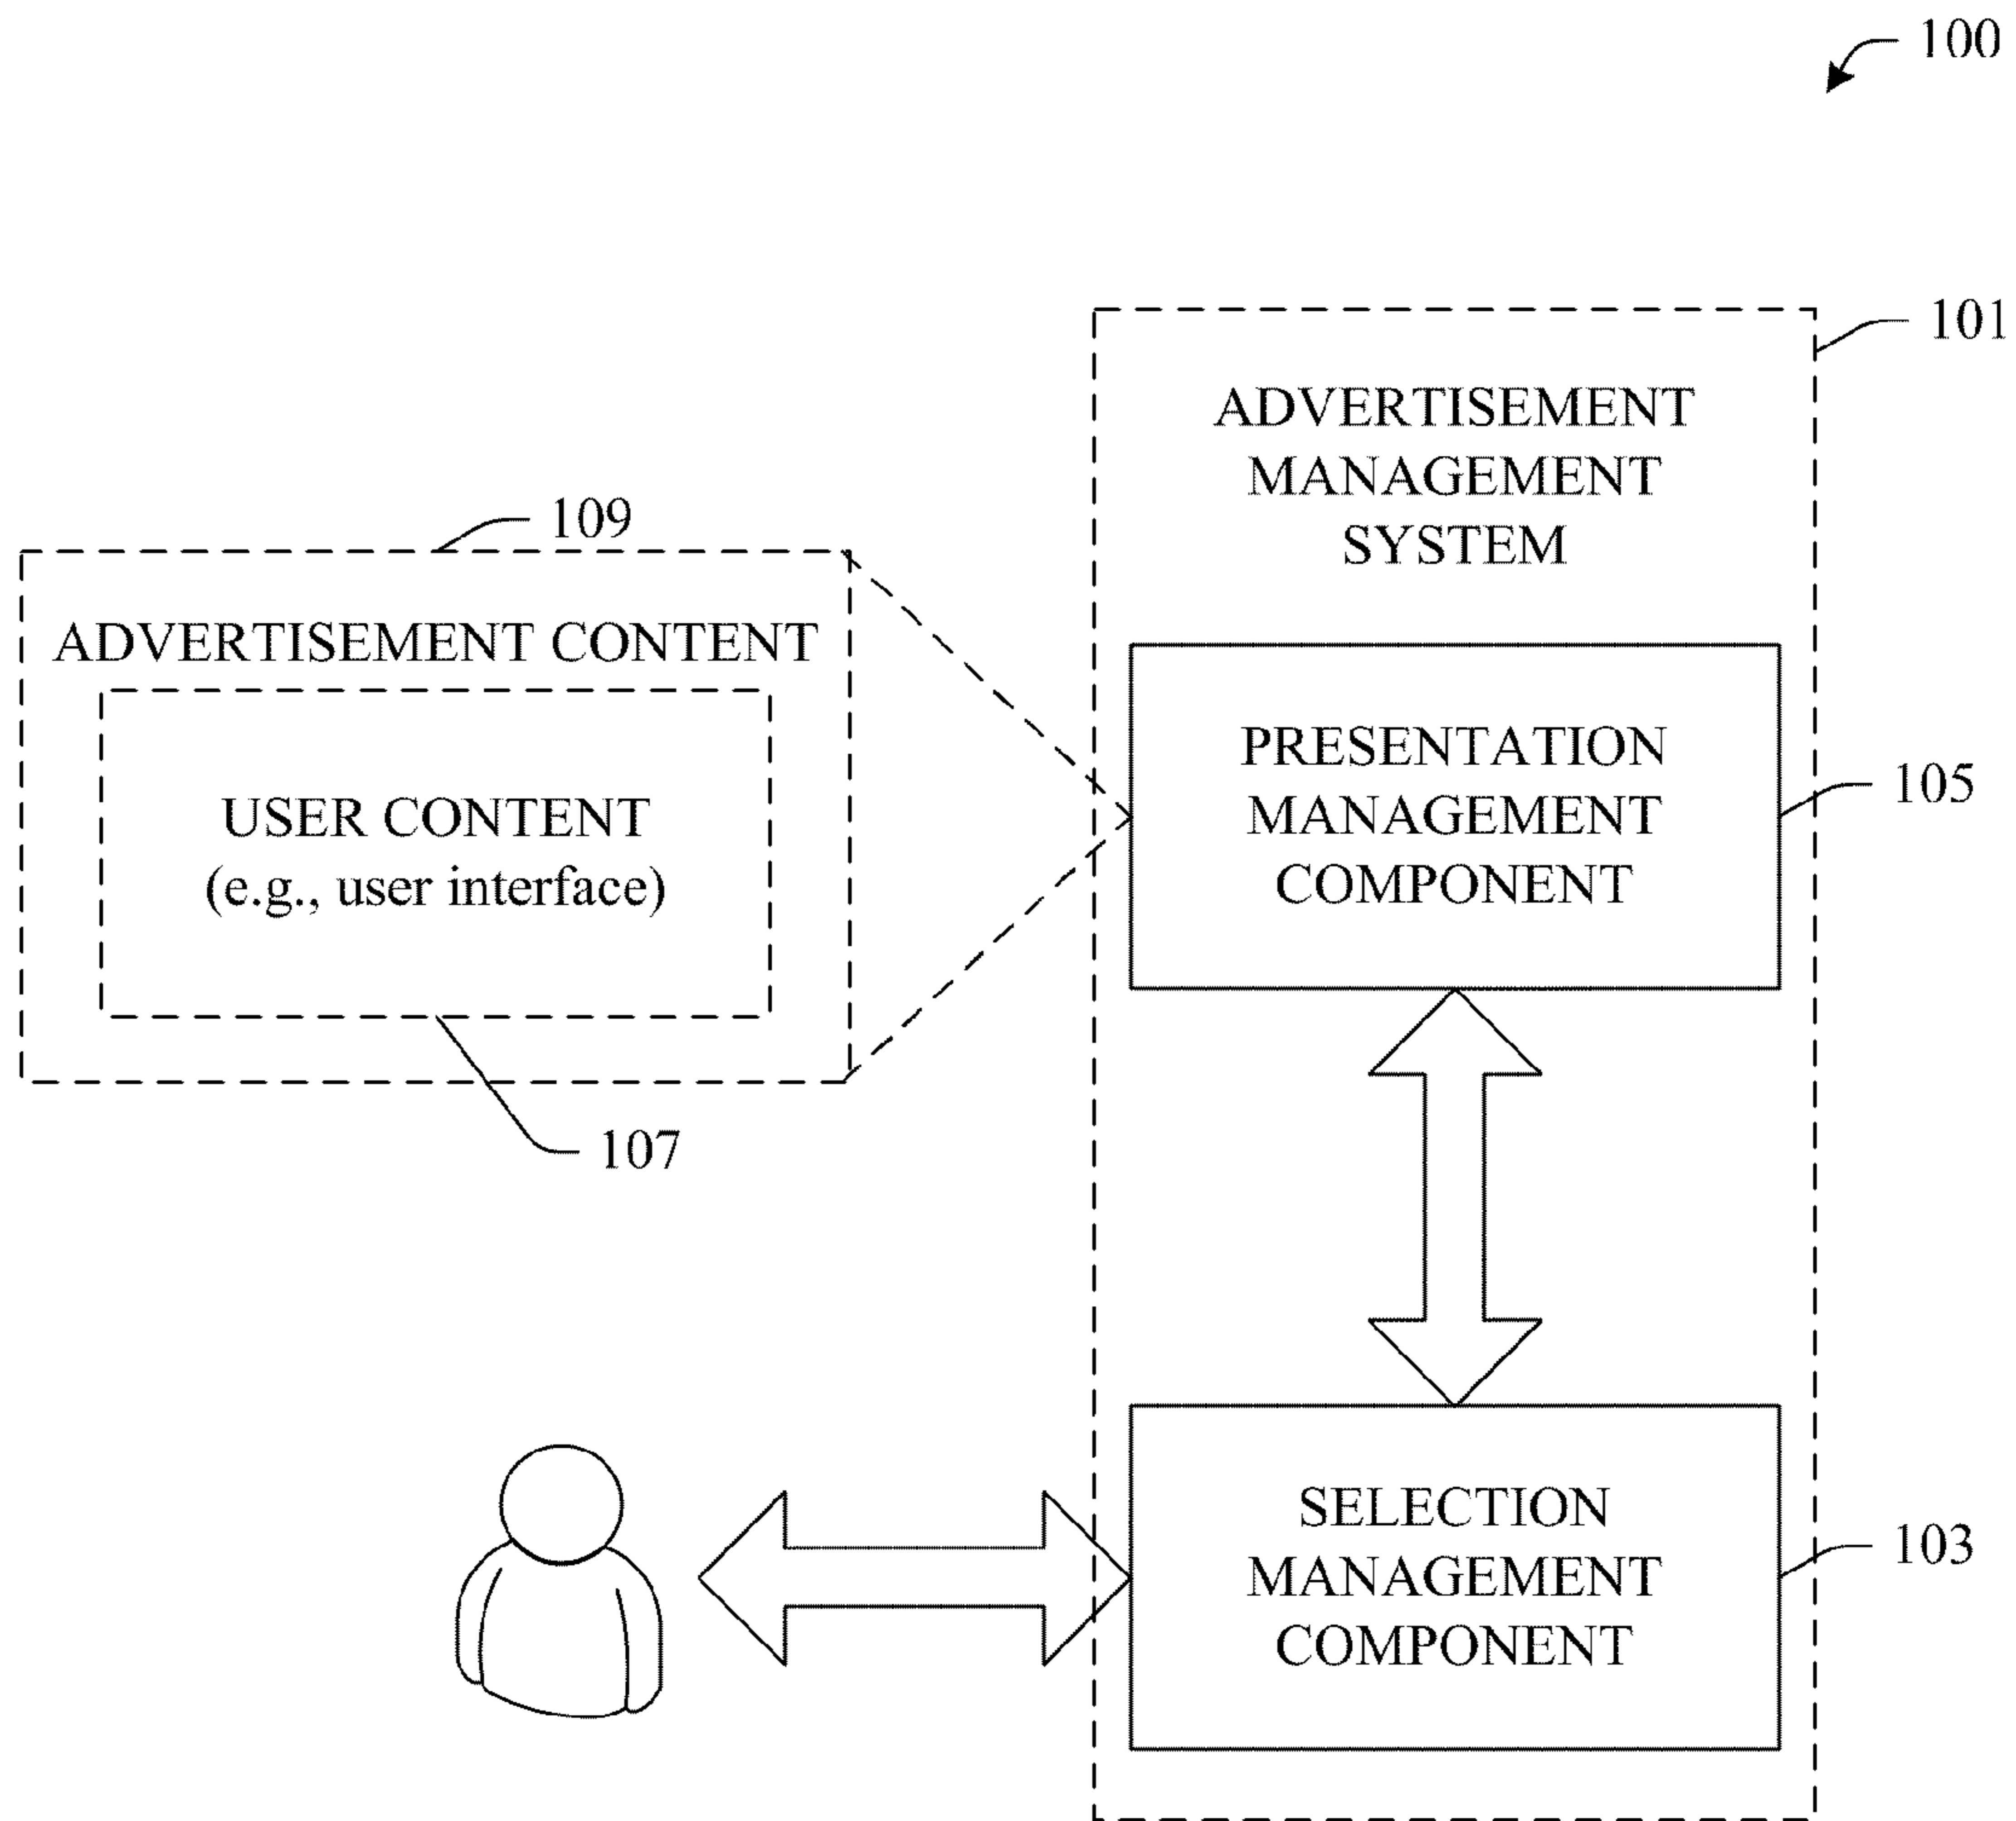 100
101
ADVERTISEMENT
MANAGEMENT
SYSTEM
109
ADVERTISEMENT CONTENT
USER CONTENT
(e.g., user interface)
107
PRESENTATION
MANAGEMENT
COMPONENT
105
SELECTION
MANAGEMENT
COMPONENT
103